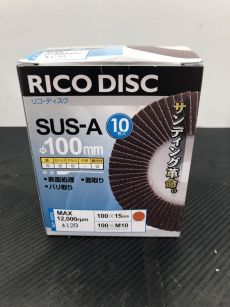 RICO DISC
リコ・ディスク
SUS-A
10
φ100mm
サンディング革命。
・表面処理 ・面取り
・バリ取り
MAX
12,000rpm
100×15mm
A120
100×M10